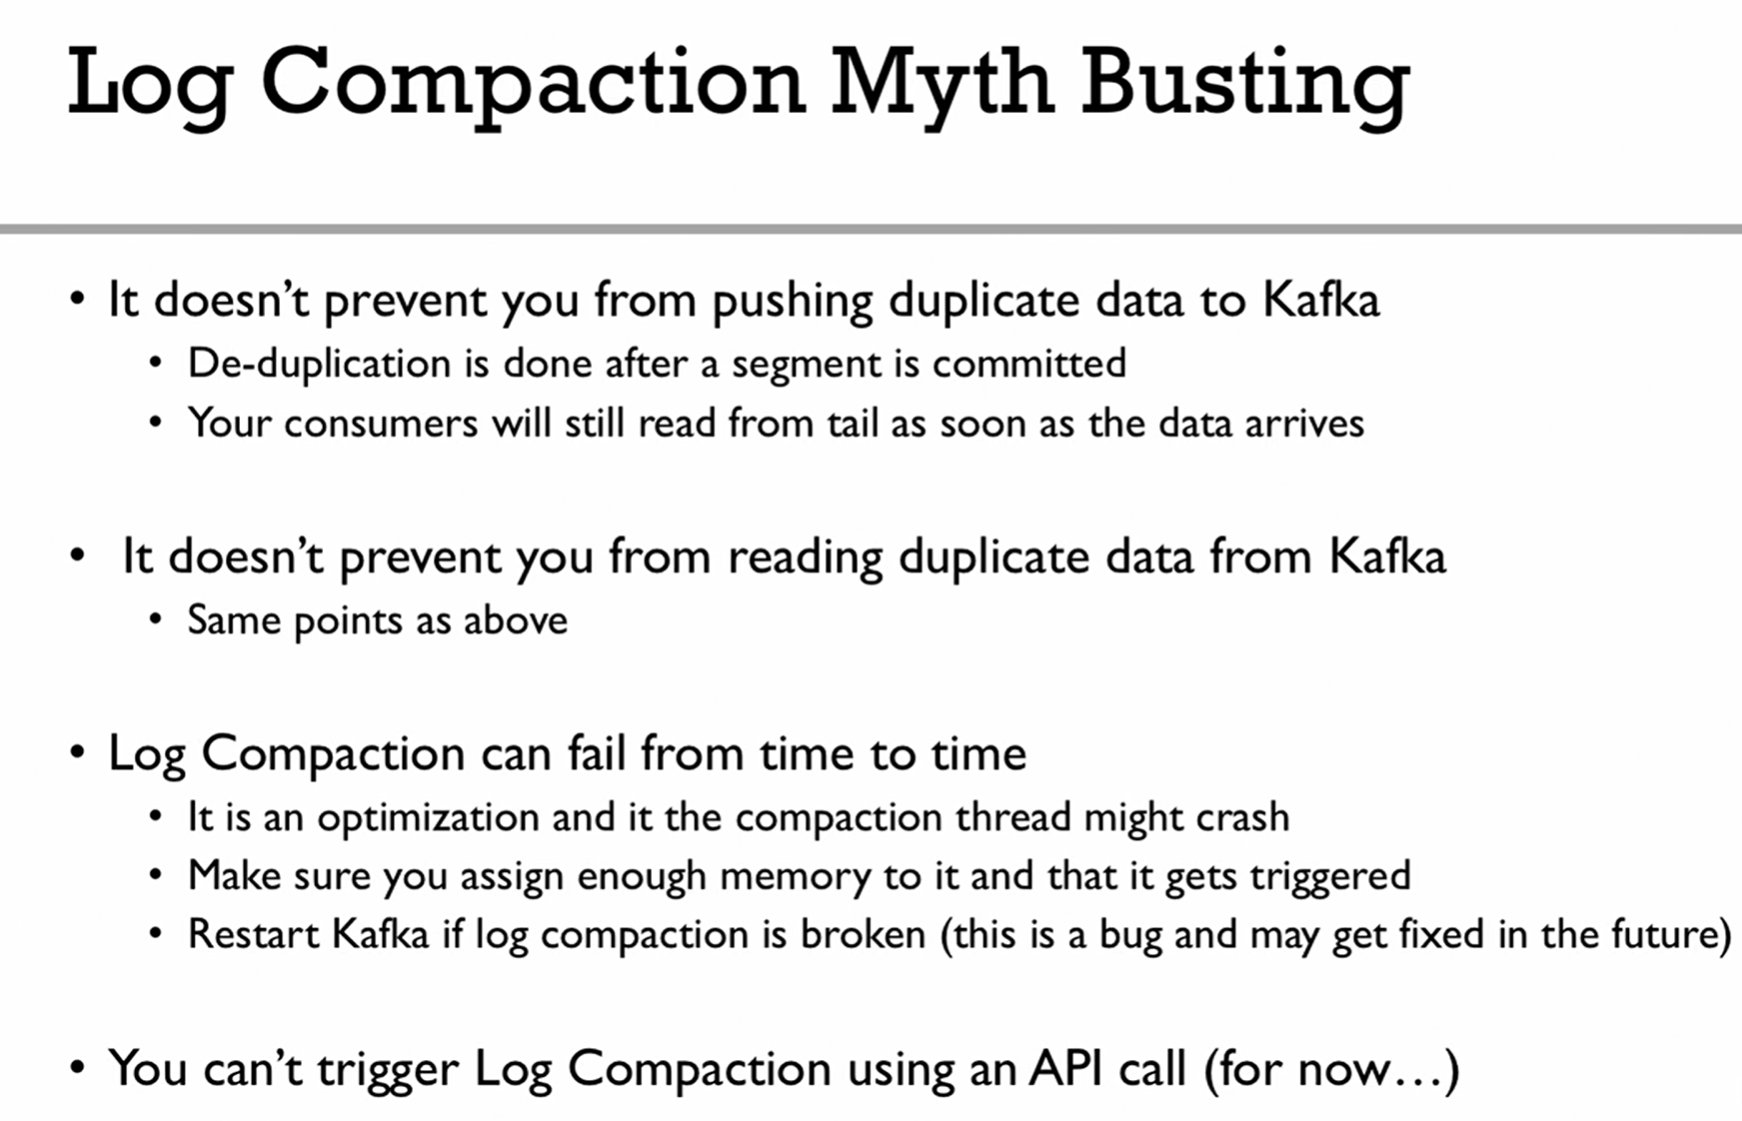 Log Compaction Myth Busting
• It doesn’t prevent you from pushing duplicate data to Kafka
• De-duplication is done after a segment is committed
• Your consumers will still read from tail as soon as the data arrives
• It doesn’t prevent you from reading duplicate data from Kafka
• Same points as above
• Log Compaction can fail from time to time
• It is an optimization and it the compaction thread might crash
• Make sure you assign enough memory to it and that it gets triggered
• Restart Kafka if log compaction is broken (this is a bug and may get fixed in the future)
• You can’t trigger Log Compaction using an API call (for now…)